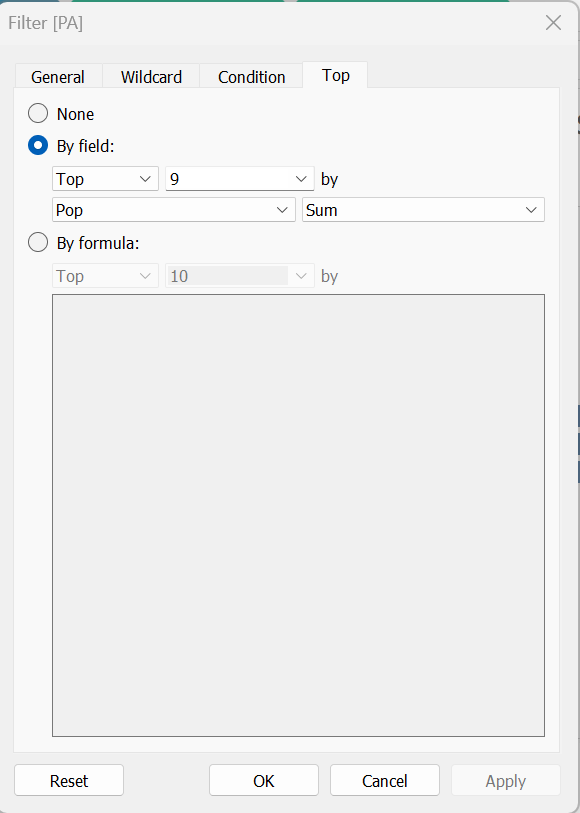 Filter [PA]
General Wildcard Condition Top
None
By field:
Top 9 by
Pop Sum
By formula:
Top 10 by
Reset OK Cancel Apply